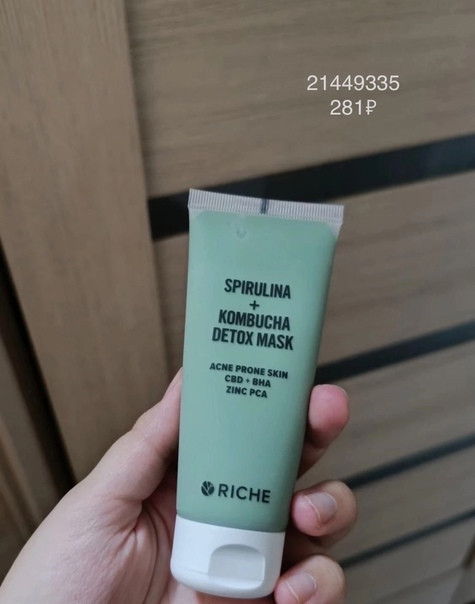 21449335
281₽
SPIRULINA
+
KOMBUCHA
DETOX MASK
ACNE PRONE SKIN
CBD + BHA
ZINC PCA
RICHE